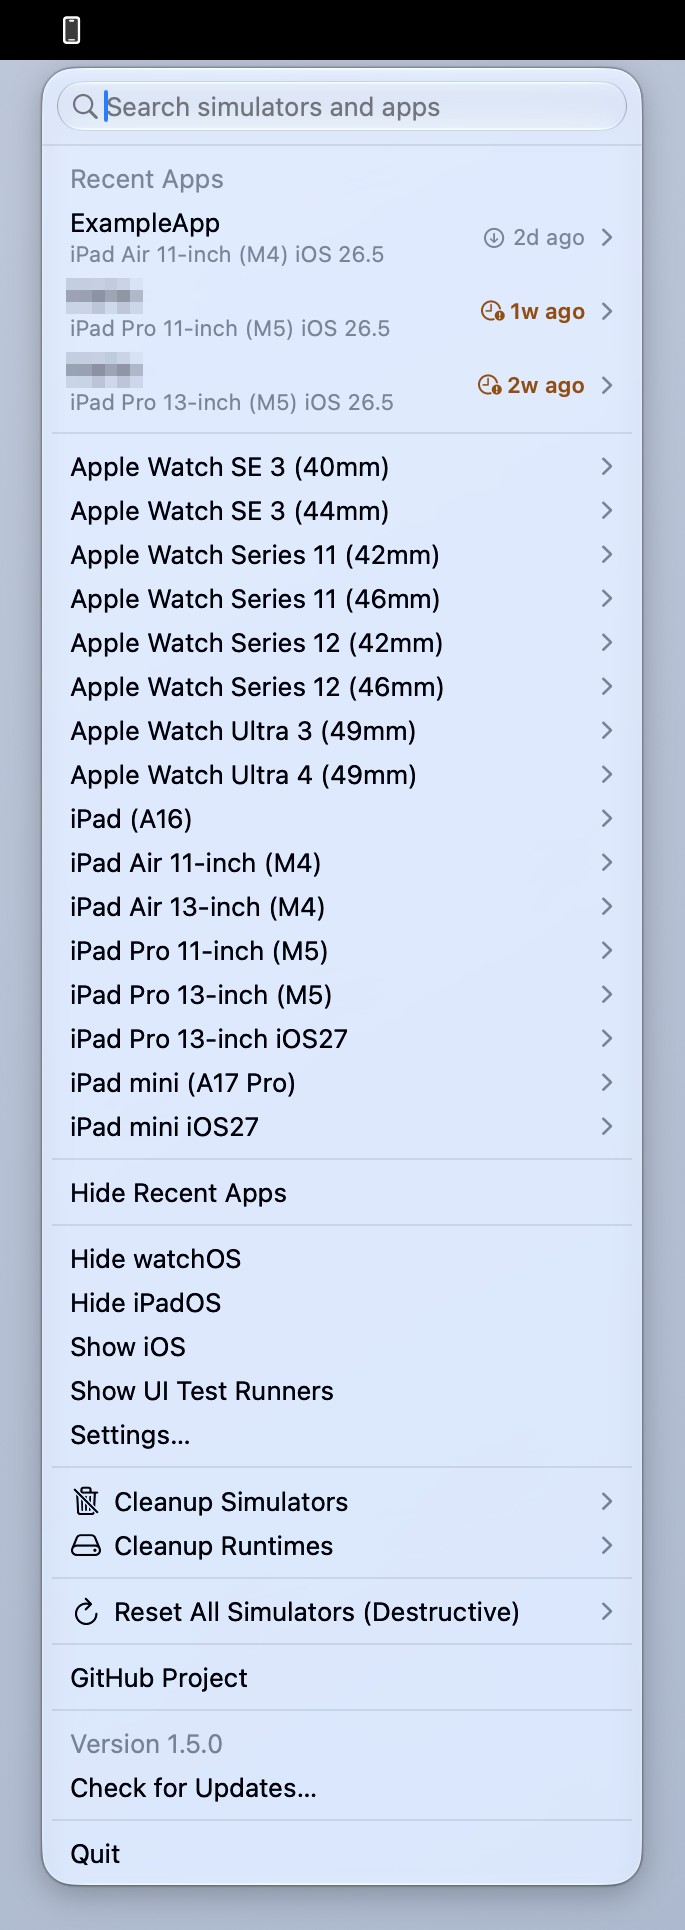 Search simulators and apps
Recent Apps
ExampleApp
2d ago
iPad Air 11-inch (M4) iOS 26.5
1w ago
iPad Pro 11-inch (M5) iOS 26.5
2w ago
iPad Pro 13-inch (M5) iOS 26.5
Apple Watch SE 3 (40mm)
Apple Watch SE 3 (44mm)
Apple Watch Series 11 (42mm)
Apple Watch Series 11 (46mm)
Apple Watch Series 12 (42mm)
Apple Watch Series 12 (46mm)
Apple Watch Ultra 3 (49mm)
Apple Watch Ultra 4 (49mm)
iPad (A16)
iPad Air 11-inch (M4)
iPad Air 13-inch (M4)
iPad Pro 11-inch (M5)
iPad Pro 13-inch (M5)
iPad Pro 13-inch iOS27
iPad mini (A17 Pro)
iPad mini iOS27
Hide Recent Apps
Hide watchOS
Hide iPadOS
Show iOS
Show UI Test Runners
Settings...
Cleanup Simulators
Cleanup Runtimes
Reset All Simulators (Destructive)
GitHub Project
Version 1.5.0
Check for Updates...
Quit